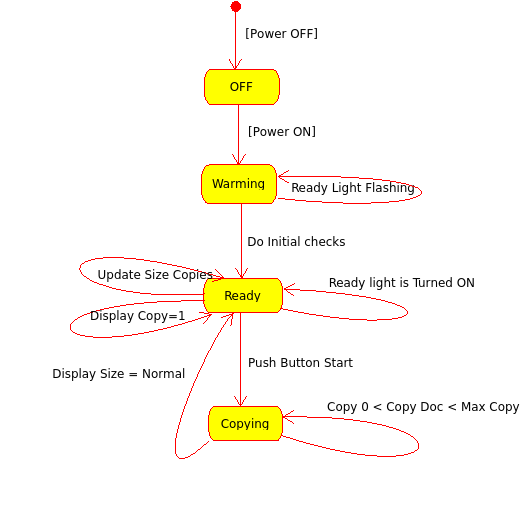 [Power OFF]
OFF
[Power ON]
Warming
Ready Light Flashing
Do Initial checks
Update Size Copies
Ready light is Turned ON
Ready
Display Copy=1
Push Button Start
Display Size = Normal
Copy 0 < Copy Doc < Max Copy
Copying